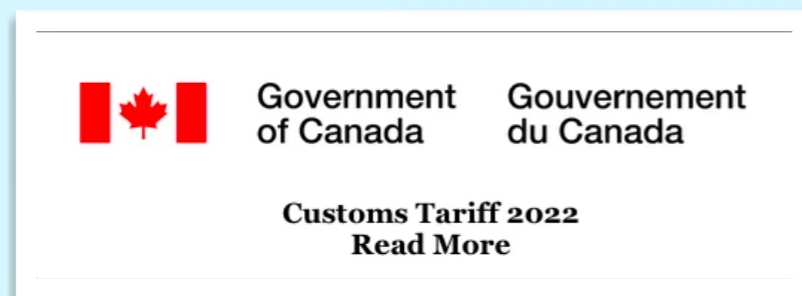 Government of Canada
Gouvernement du Canada
Customs Tariff 2022
Read More